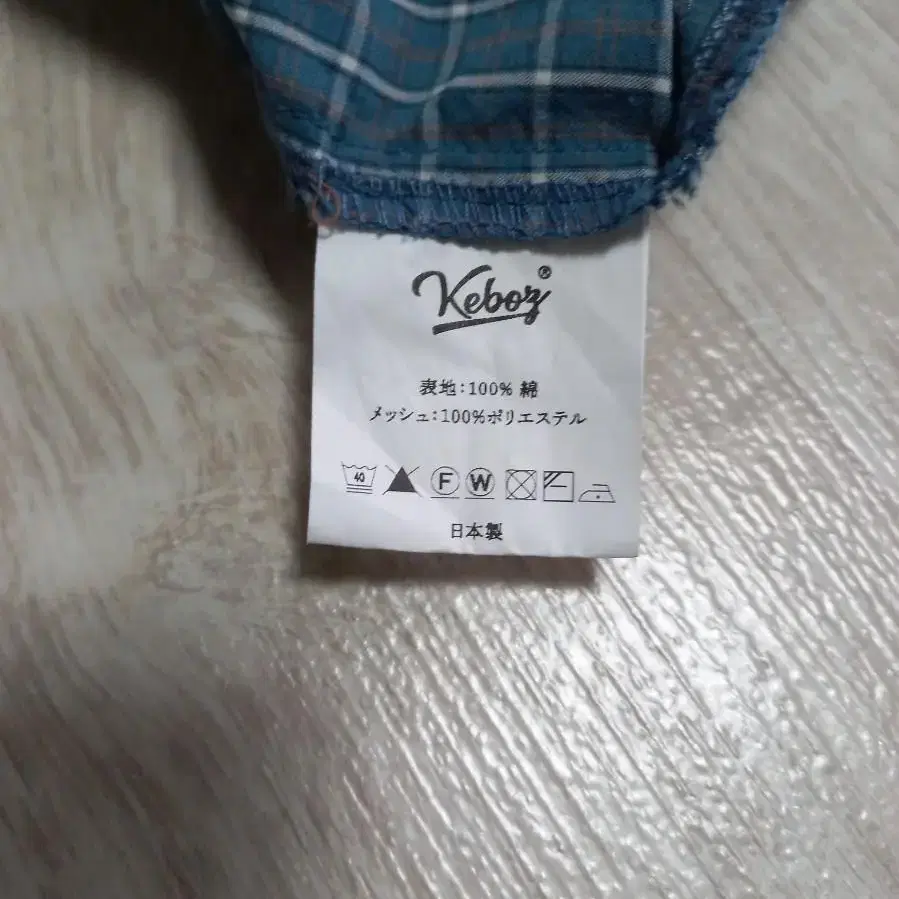 Keboz®
表地:100% 綿
メッシュ:100%ポリエステル
40 F W
日本製